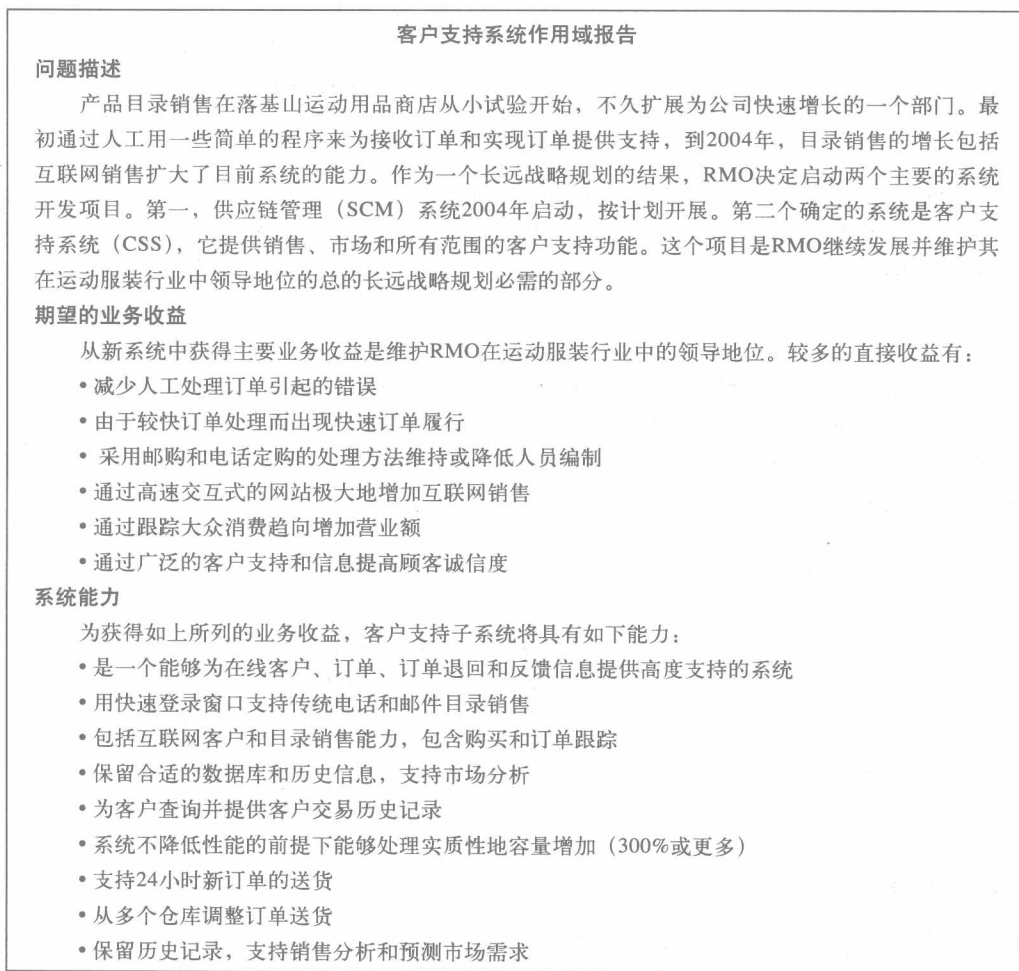 客户支持系统作用域报告
问题描述
产品目录销售在落基山运动用品商店从小试验开始，不久扩展为公司快速增长的一个部门。最
初通过人工用一些简单的程序来为接收订单和实现订单提供支持，到2004年，目录销售的增长包括
互联网销售扩大了目前系统的能力。作为一个长远战略规划的结果，RMO决定启动两个主要的系统
开发项目。第一，供应链管理（SCM）系统2004年启动，按计划开展。第二个确定的系统是客户支
持系统（CSS），它提供销售、市场和所有范围的客户支持功能。这个项目是RMO继续发展并维护其
在运动服装行业中领导地位的总的长远战略规划必需的部分。
期望的业务收益
从新系统中获得主要业务收益是维护RMO在运动服装行业中的领导地位。较多的直接收益有：
• 减少人工处理订单引起的错误
• 由于较快订单处理而出现快速订单履行
• 采用邮购和电话定购的处理方法维持或降低人员编制
• 通过高速交互式的网站极大地增加互联网销售
• 通过跟踪大众消费趋向增加营业额
• 通过广泛的客户支持和信息提高顾客诚信度
系统能力
为获得如上所列的业务收益，客户支持子系统将具有如下能力：
• 是一个能够为在线客户、订单、订单退回和反馈信息提供高度支持的系统
• 用快速登录窗口支持传统电话和邮件目录销售
• 包括互联网客户和目录销售能力，包含购买和订单跟踪
• 保留合适的数据库和历史信息，支持市场分析
• 为客户查询并提供客户交易历史记录
• 系统不降低性能的前提下能够处理实质性地容量增加（300%或更多）
• 支持24小时新订单的送货
• 从多个仓库调整订单送货
• 保留历史记录，支持销售分析和预测市场需求